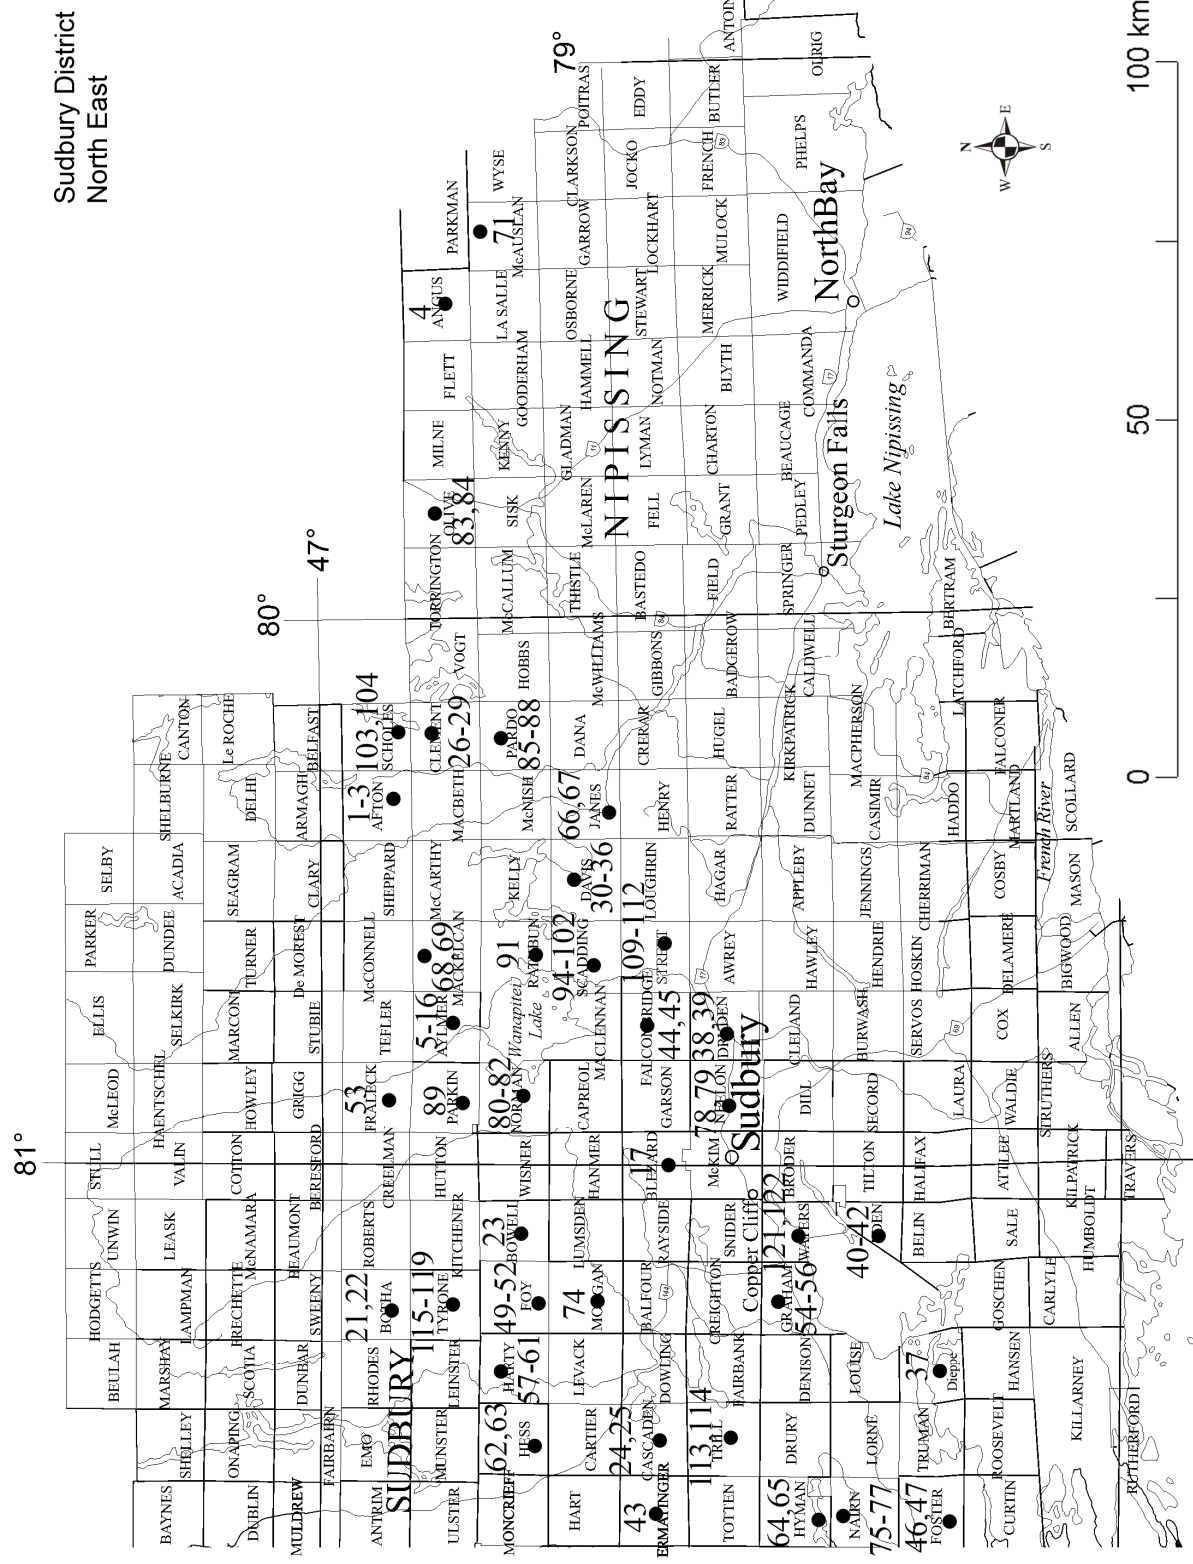 Sudbury District
North East
81°
80°
47°
79°
STULL
McLEOD
ELLIS
PARKER
SELBY
BEULAH
HODGETTS
UNWIN
VALIN
HAENTSCHEL
SELKIRK
DUNDEE
ACADIA
SHELBURNE
CANTON
BAYNES
SHELLEY
MARSHAY
LAMPMAN
LEASK
COTTON
HOWLEY
MARCONI
TURNER
SEAGRAM
DELHI
Le ROCHE
DUBLIN
ONAPING
SCOTIA
FRECHETTE
McNAMARA
BERESFORD
GRIGG
STUBIE
De MOREST
CLARY
ARMAGH
BELFAST
MULDREW
FAIRBAIRN
DUNBAR
SWEENY
BEAUMONT
ANTRIM
EMO
RHODES
21,22
BOTHA
ROBERTS
CREELMAN
53
FRALECK
TEFLER
McCONNELL
SHEPPARD
1-3
AFTON
103,104
SCHOLES
SUDBURY
ULSTER
MUNSTER
LEINSTER
115-119
TYRONE
KITCHENER
HUTTON
89
PARKIN
5-16
AYLMER
68,69
MACKELCAN
McCARTHY
MACBETH
CLEMENT
26-29
VOGT
TORRINGTON
OLIVE
83,84
MILNE
FLETT
4
ANGUS
PARKMAN
MONCRIEFF
62,63
HESS
HARTY
57-61
49-52
FOY
23
BOWELL
WISNER
80-82
NORMAN
Wanapitei
Lake
91
RATHBUN
KELLY
McNISH
PARDO
85-88
HOBBS
McCALLUM
SISK
KENNY
GOODERHAM
LA SALLE
71
McAUSLAN
WYSE
HART
CARTIER
LEVACK
74
MORGAN
LUMSDEN
HANMER
CAPREOL
MACLENNAN
94-102
SCADDING
DAVIS
30-36
66,67
JANES
DANA
McWILLIAMS
THISTLE
McLAREN
GLADMAN
HAMMELL
OSBORNE
GARROW
CLARKSON
POITRAS
NIPISSING
43
ERMATINGER
24,25
CASCADEN
DOWLING
BALFOUR
RAYSIDE
17
BLEZARD
GARSON
FALCONBRIDGE
44,45
109-112
STREET
LOUGHRIN
HENRY
CRERAR
GIBBONS
BASTEDO
FELL
LYMAN
NOTMAN
STEWART
LOCKHART
JOCKO
EDDY
TOTTEN
113,114
TRILL
FAIRBANK
CREIGHTON
SNIDER
McKIM
78,79
NEELON
38,39
DRYDEN
AWREY
HAGAR
RATTER
HUGEL
BADGEROW
FIELD
GRANT
CHARTON
BLYTH
MERRICK
MULOCK
FRENCH
BUTLER
Sudbury
Copper Cliff
64,65
HYMAN
DRURY
DENISON
GRAHAM
54-56
121,122
WATERS
BRODER
DILL
CLELAND
HAWLEY
APPLEBY
DUNNET
KIRKPATRICK
CALDWELL
SPRINGER
PEDLEY
BEAUCAGE
COMMANDA
WIDDIFIELD
PHELPS
OLRIG
Sturgeon Falls
NorthBay
NAIRN
75-77
LORNE
LOUISE
40-42
EDEN
TILTON
SECORD
BURWASH
HENDRIE
JENNINGS
CASIMIR
MACPHERSON
Lake Nipissing
46,47
FOSTER
TRUMAN
37
Dieppe
BELIN
HALIFAX
LAURA
SERVOS
HOSKIN
CHERRIMAN
HADDO
LATCHFORD
BERTRAM
CURTIN
ROOSEVELT
HANSEN
GOSCHEN
SALE
ATTLEE
WALDIE
COX
DELAMERE
COSBY
MARTLAND
FALCONER
KILLARNEY
CARLYLE
HUMBOLDT
KILPATRICK
STRUTHERS
ALLEN
BIGWOOD
MASON
French River
SCOLLARD
RUTHERFORD
TRAVERS
11
17
17
63
64
64
69
94
144
N
W
E
S
0
50
100 km